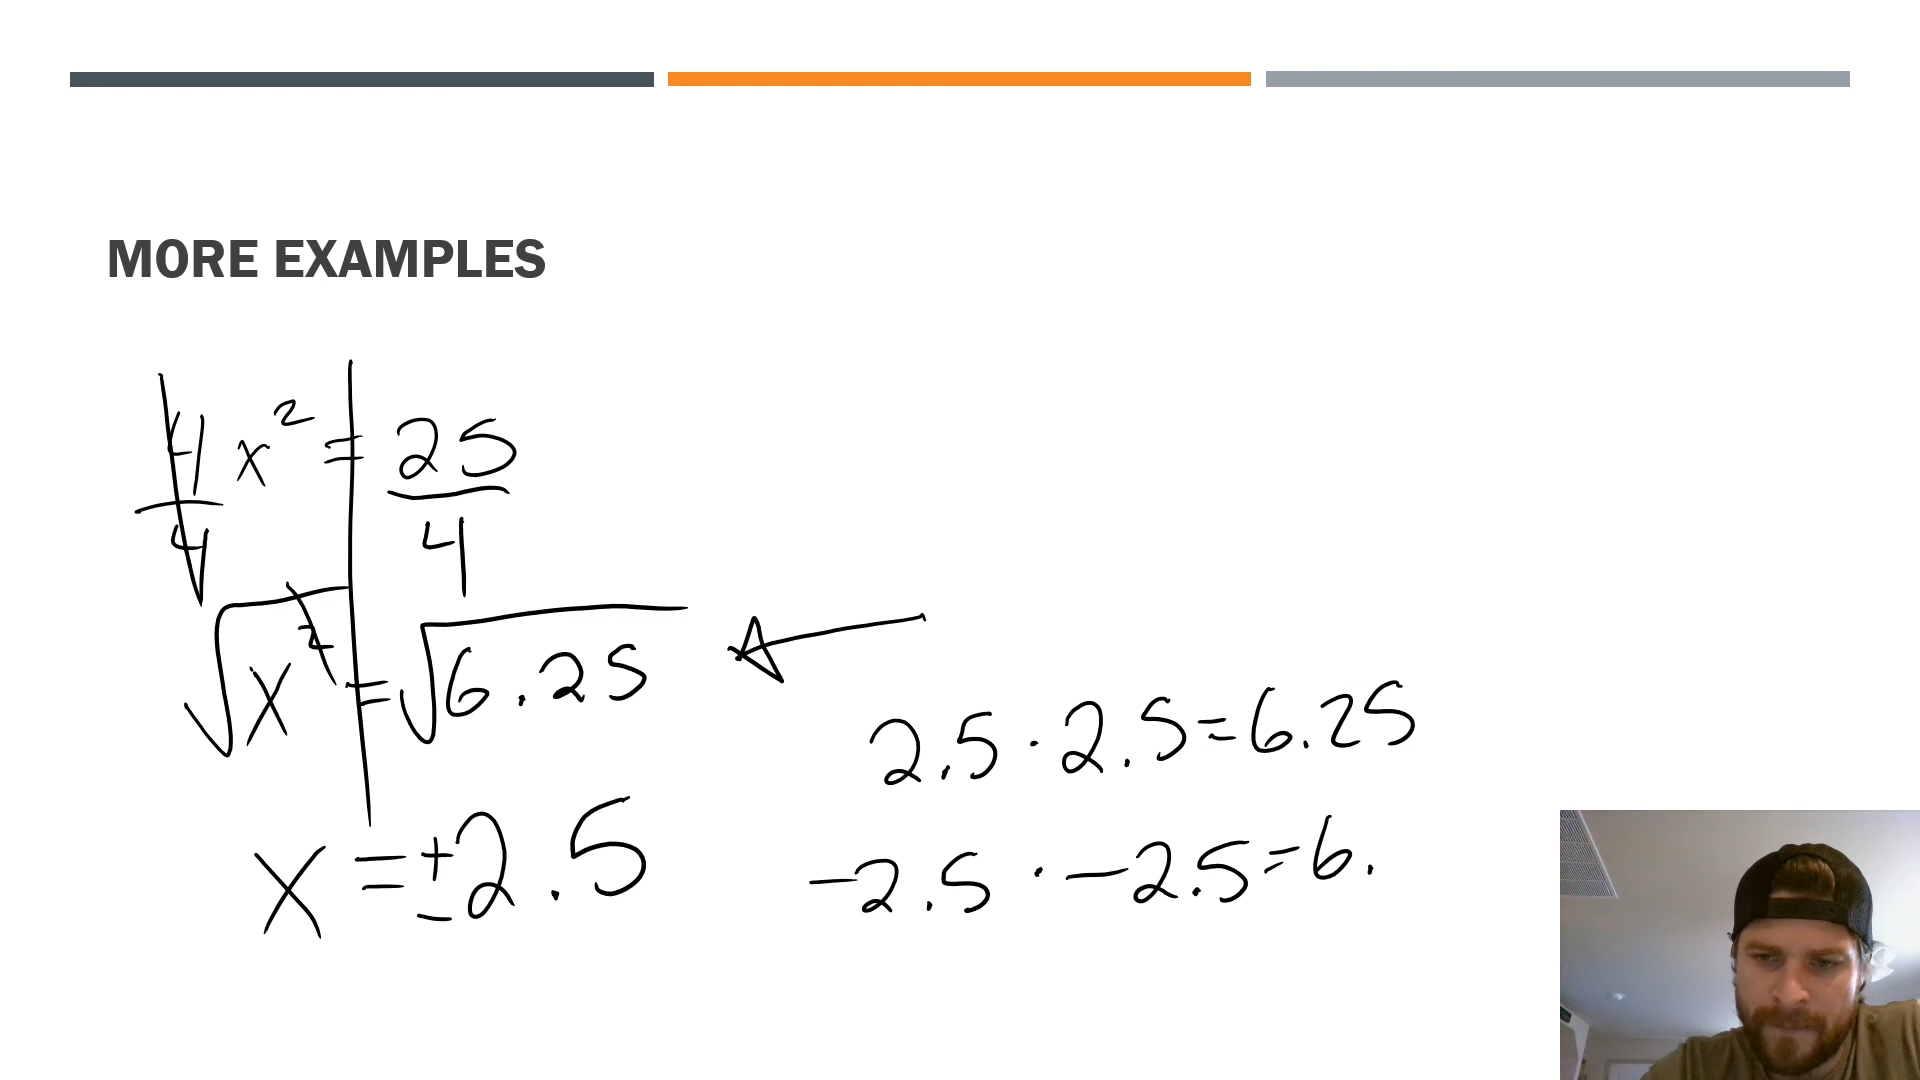 MORE EXAMPLES
4x² = 25
4 4
√x² = √6.25
2.5 · 2.5 = 6.25
x = ±2.5
-2.5 · -2.5 = 6.